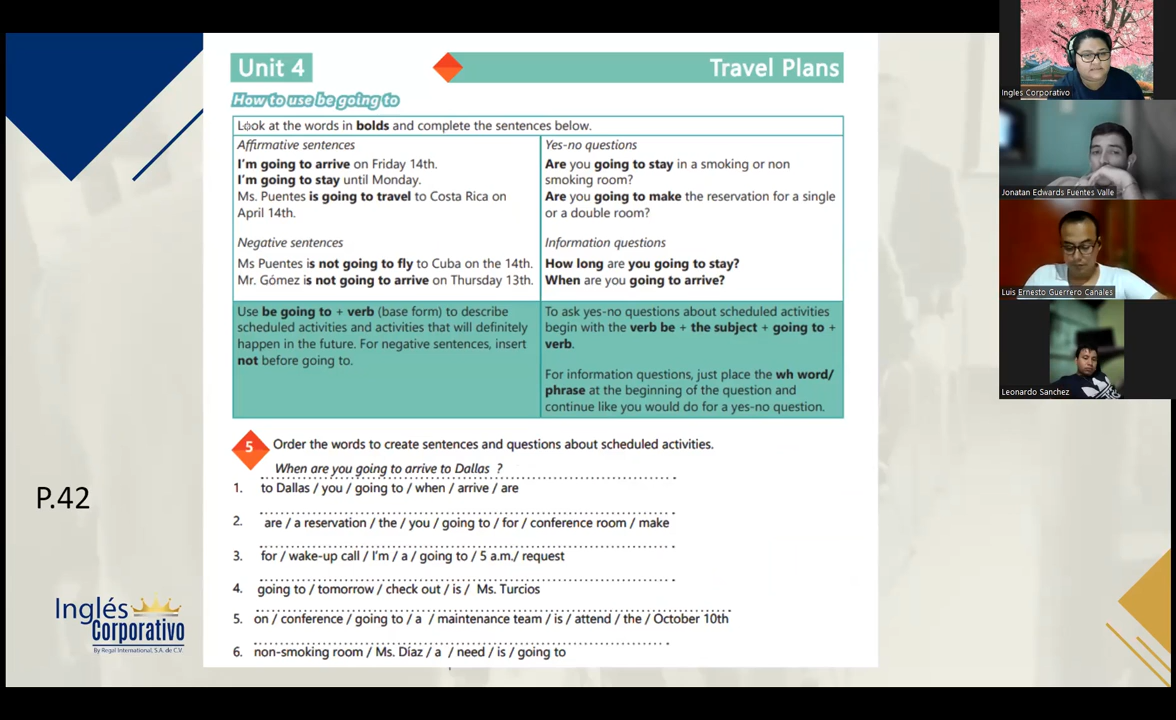 Unit 4
Travel Plans
How to use be going to
Look at the words in bolds and complete the sentences below.
Affirmative sentences
I'm going to arrive on Friday 14th.
I'm going to stay until Monday.
Ms. Puentes is going to travel to Costa Rica on
April 14th.
Negative sentences
Ms Puentes is not going to fly to Cuba on the 14th.
Mr. Gómez is not going to arrive on Thursday 13th.
Yes-no questions
Are you going to stay in a smoking or non
smoking room?
Are you going to make the reservation for a single
or a double room?
Information questions
How long are you going to stay?
When are you going to arrive?
Use be going to + verb (base form) to describe
scheduled activities and activities that will definitely
happen in the future. For negative sentences, insert
not before going to.
To ask yes-no questions about scheduled activities
begin with the verb be + the subject + going to +
verb.
For information questions, just place the wh word/
phrase at the beginning of the question and
continue like you would do for a yes-no question.
5 Order the words to create sentences and questions about scheduled activities.
When are you going to arrive to Dallas ?
1. to Dallas / you / going to / when / arrive / are
2. are / a reservation / the / you / going to / for / conference room / make
3. for / wake-up call / I'm / a / going to / 5 a.m./ request
4. going to / tomorrow / check out / is / Ms. Turcios
5. on / conference / going to / a / maintenance team / is / attend / the / October 10th
6. non-smoking room / Ms. Díaz / a / need / is / going to
P.42
Inglés
Corporativo
By Regal International, S.A. de C.V.
Ingles Corporativo
Jonatan Edwards Fuentes Valle
Luis Ernesto Guerrero Canales
Leonardo Sanchez